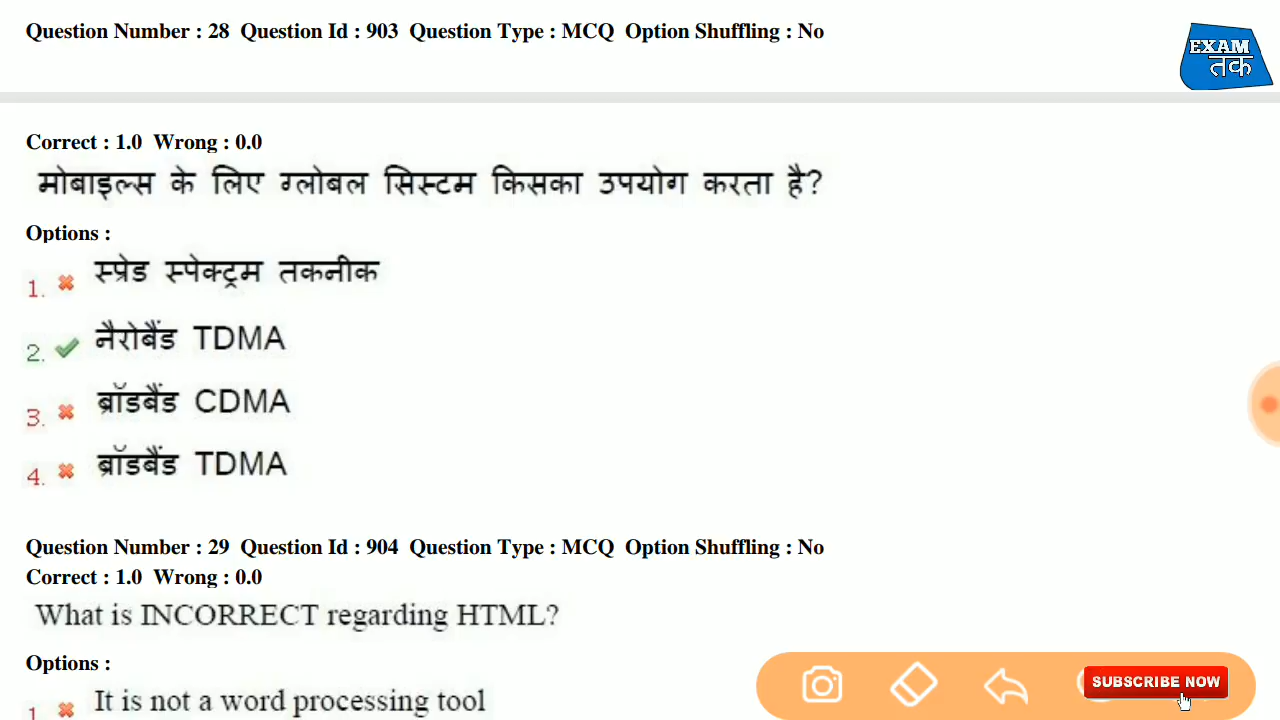 Question Number : 28 Question Id : 903 Question Type : MCQ Option Shuffling : No
EXAM
तक
Correct : 1.0 Wrong : 0.0
मोबाइल्स के लिए ग्लोबल सिस्टम किसका उपयोग करता है?
Options :
1. स्प्रेड स्पेक्ट्रम तकनीक
2. नैरोबैंड TDMA
3. ब्रॉडबैंड CDMA
4. ब्रॉडबैंड TDMA
Question Number : 29 Question Id : 904 Question Type : MCQ Option Shuffling : No
Correct : 1.0 Wrong : 0.0
What is INCORRECT regarding HTML?
Options :
1. It is not a word processing tool
SUBSCRIBE NOW